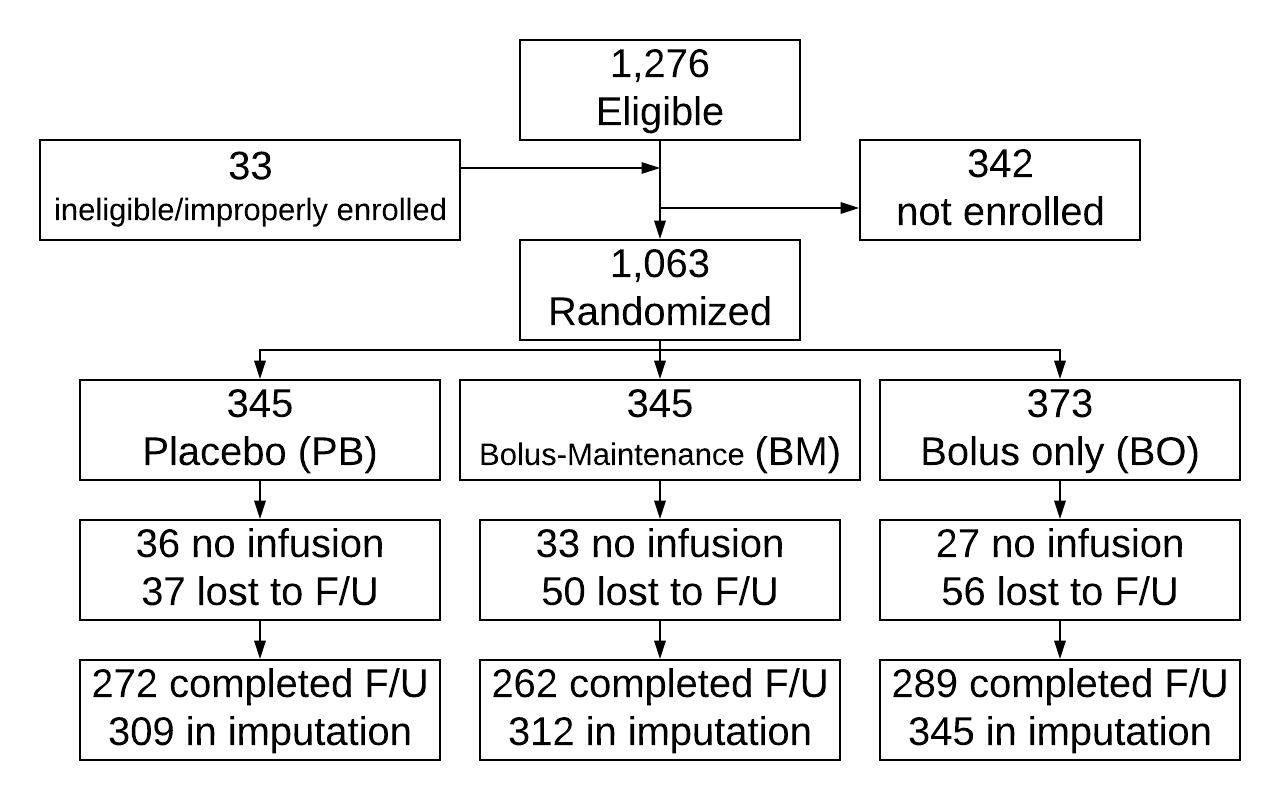 1,276
Eligible
33
ineligible/improperly enrolled
342
not enrolled
1,063
Randomized
345
Placebo (PB)
345
Bolus-Maintenance (BM)
373
Bolus only (BO)
36 no infusion
37 lost to F/U
33 no infusion
50 lost to F/U
27 no infusion
56 lost to F/U
272 completed F/U
309 in imputation
262 completed F/U
312 in imputation
289 completed F/U
345 in imputation